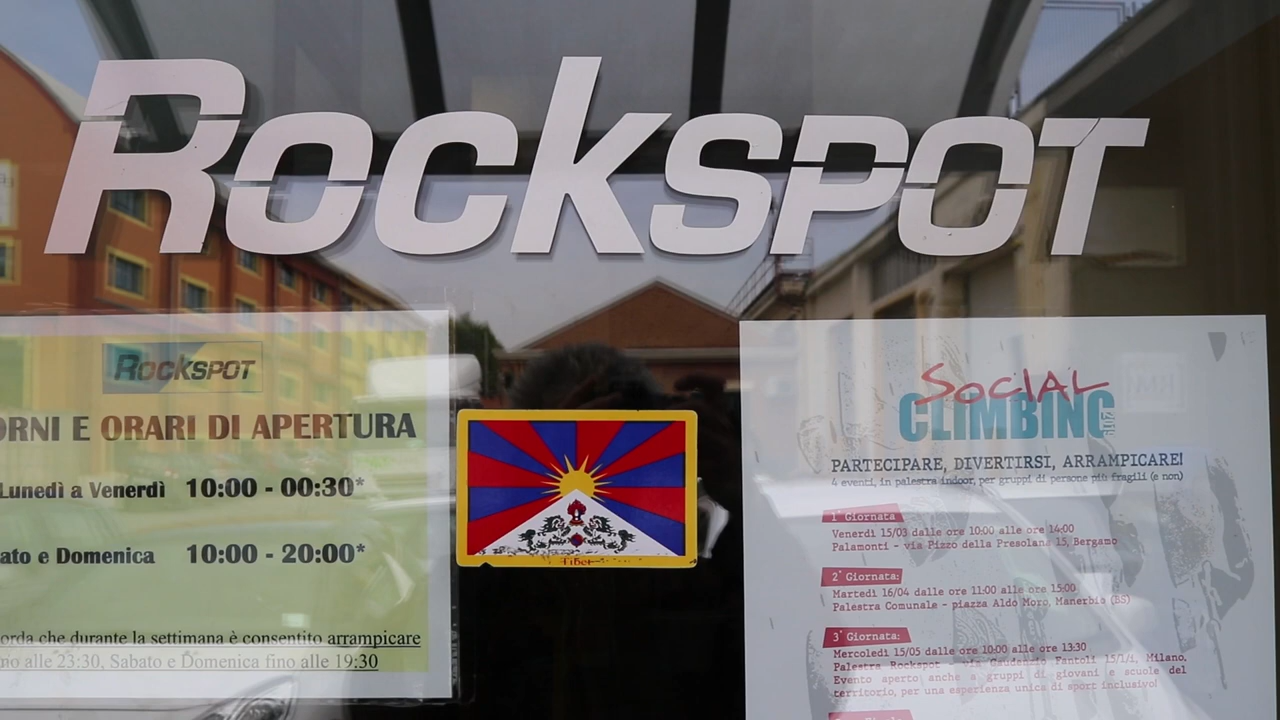 ROCKSPOT
ROCKSPOT
ORNI E ORARI DI APERTURA
Lunedì a Venerdì 10:00 - 00:30*
ato e Domenica 10:00 - 20:00*
orda che durante la settimana è consentito arrampicare
no alle 23:30, Sabato e Domenica fino alle 19:30
Tibet
SOCIAL
CLIMBING
PARTECIPARE, DIVERTIRSI, ARRAMPICARE!
4 eventi, in palestra indoor, per gruppi di persone più fragili (e non)
1° Giornata
Venerdì 15/03 dalle ore 10:00 alle ore 14:00
Palamonti - via Pizzo della Presolana 15, Bergamo
2° Giornata:
Martedì 16/04 dalle ore 11:00 alle ore 15:00
Palestra Comunale - piazza Aldo Moro, Manerbio (BS)
3° Giornata:
Mercoledì 15/05 dalle ore 10:00 alle ore 13:30
Palestra Rockspot - via Gaudenzio Fantoli 15/1/i, Milano.
Evento aperto anche a gruppi di giovani e scuole del
territorio, per una esperienza unica di sport inclusivo!